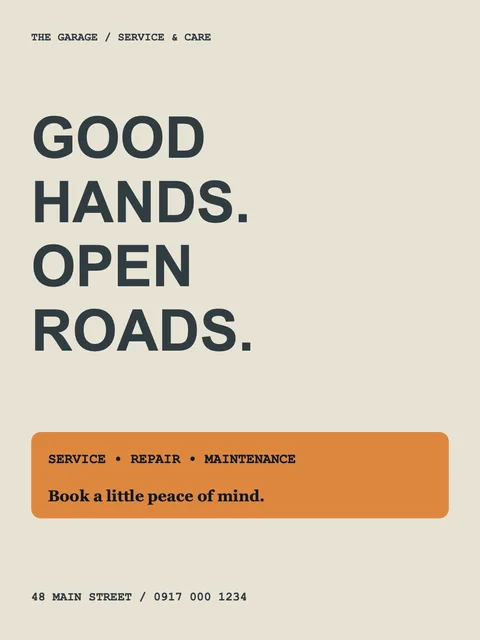 THE GARAGE / SERVICE & CARE
GOOD
HANDS.
OPEN
ROADS.
SERVICE • REPAIR • MAINTENANCE
Book a little peace of mind.
48 MAIN STREET / 0917 000 1234